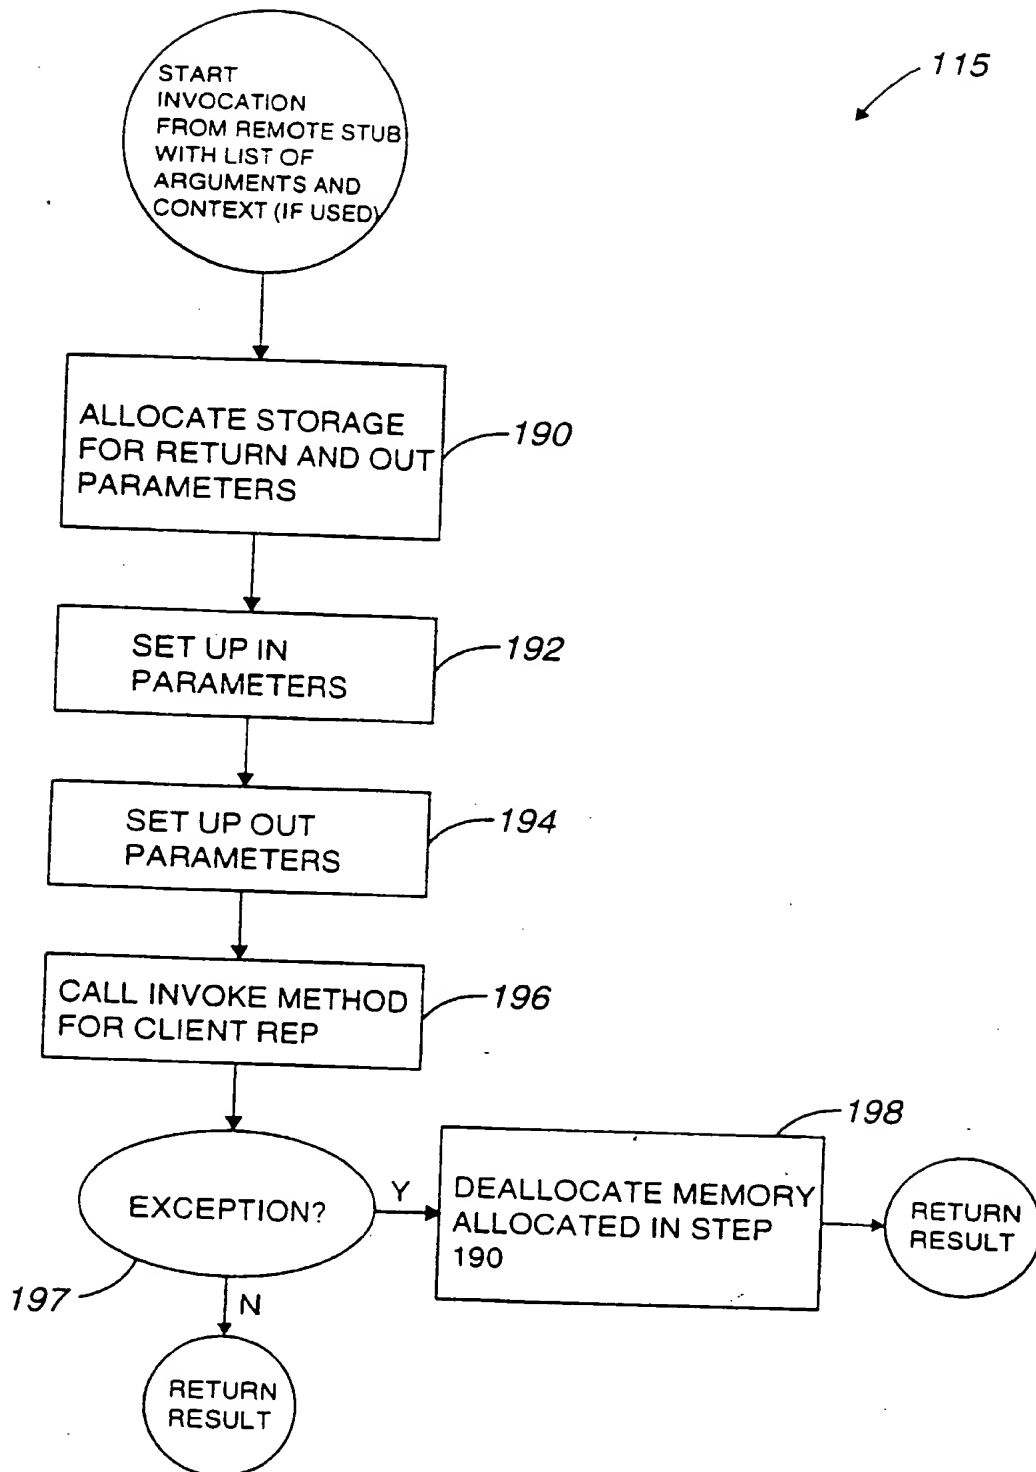 START
INVOCATION
FROM REMOTE STUB
WITH LIST OF
ARGUMENTS AND
CONTEXT (IF USED)
115
ALLOCATE STORAGE
FOR RETURN AND OUT
PARAMETERS
190
SET UP IN
PARAMETERS
192
SET UP OUT
PARAMETERS
194
CALL INVOKE METHOD
FOR CLIENT REP
196
EXCEPTION?
197
Y
N
DEALLOCATE MEMORY
ALLOCATED IN STEP
190
198
RETURN
RESULT
RETURN
RESULT